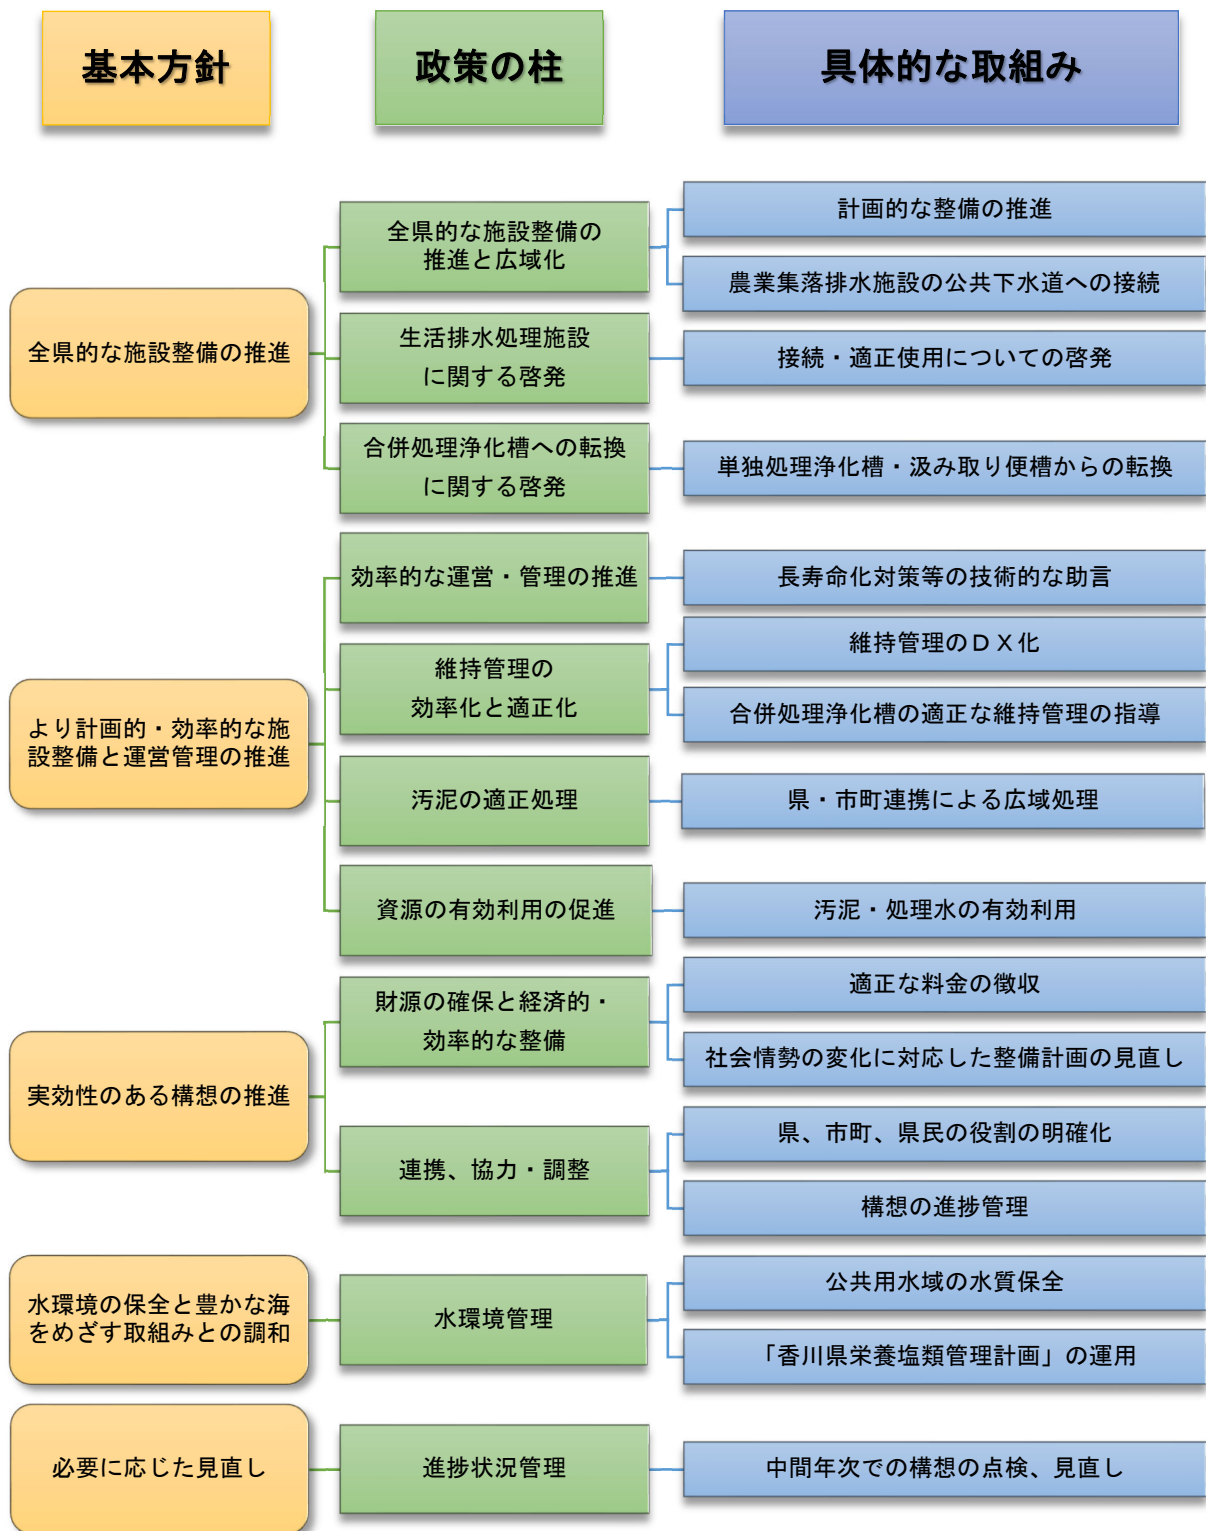 基本方針
政策の柱
具体的な取組み
全県的な施設整備の推進
全県的な施設整備の
推進と広域化
計画的な整備の推進
農業集落排水施設の公共下水道への接続
生活排水処理施設
に関する啓発
接続・適正使用についての啓発
合併処理浄化槽への転換
に関する啓発
単独処理浄化槽・汲み取り便槽からの転換
より計画的・効率的な施
設整備と運営管理の推進
効率的な運営・管理の推進
長寿命化対策等の技術的な助言
維持管理の
効率化と適正化
維持管理のＤＸ化
合併処理浄化槽の適正な維持管理の指導
汚泥の適正処理
県・市町連携による広域処理
資源の有効利用の促進
汚泥・処理水の有効利用
実効性のある構想の推進
財源の確保と経済的・
効率的な整備
適正な料金の徴収
社会情勢の変化に対応した整備計画の見直し
連携、協力・調整
県、市町、県民の役割の明確化
構想の進捗管理
水環境の保全と豊かな海
をめざす取組みとの調和
水環境管理
公共用水域の水質保全
「香川県栄養塩類管理計画」の運用
必要に応じた見直し
進捗状況管理
中間年次での構想の点検、見直し